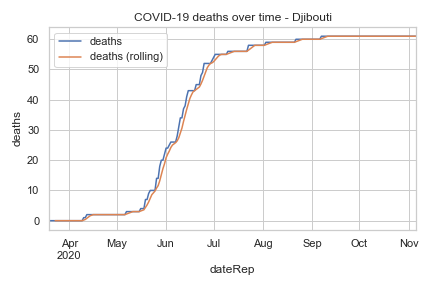 COVID-19 deaths over time - Djibouti
deaths
deaths (rolling)
60
50
40
30
20
10
0
deaths
Apr May Jun Jul Aug Sep Oct Nov
2020
dateRep